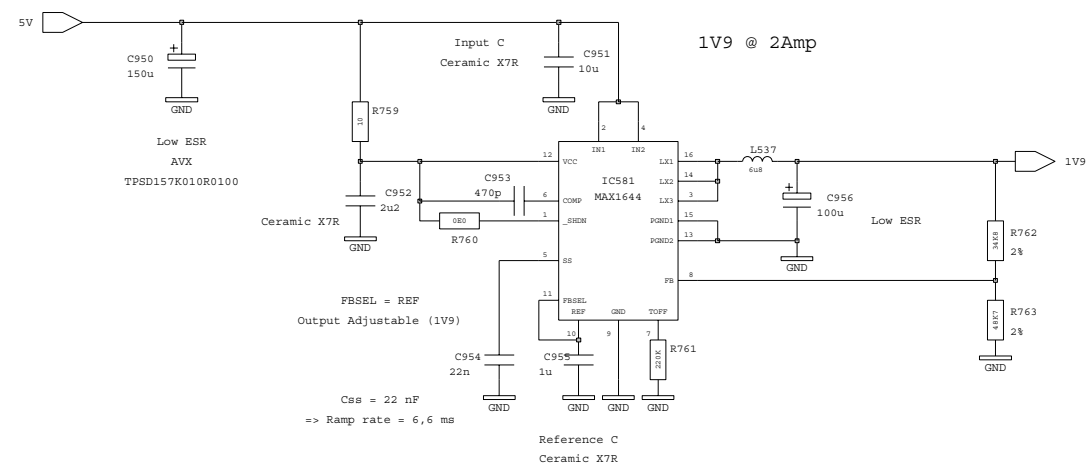 5V
C950
150u
GND
Low ESR
AVX
TPSD157K010R0100
Input C
Ceramic X7R
C951
10u
GND
1V9 @ 2Amp
R759
10
C952
2u2
Ceramic X7R
GND
C953
470p
0E0
R760
2
4
IN1
IN2
12
VCC
6
COMP
1
_SHDN
5
SS
11
FBSEL
IC581
MAX1644
LX1
16
LX2
14
LX3
3
PGND1
15
PGND2
13
FB
8
REF
GND
TOFF
10
9
7
L537
6u8
C956
100u
Low ESR
GND
1V9
34K8
R762
2%
R763
2%
GND
FBSEL = REF
Output Adjustable (1V9)
C954
22n
GND
C955
1u
GND
GND
220K
R761
GND
Css = 22 nF
=> Ramp rate = 6,6 ms
Reference C
Ceramic X7R